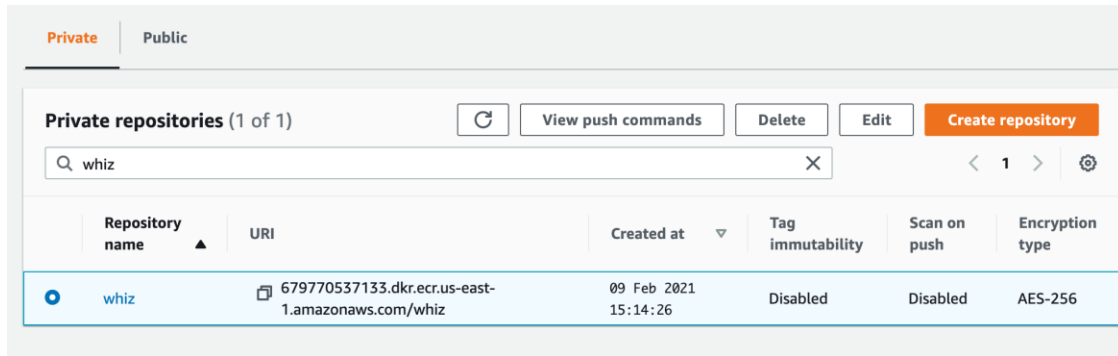 Private Public
Private repositories (1 of 1) View push commands Delete Edit Create repository
whiz 1
Repository name URI Created at Tag immutability Scan on push Encryption type
whiz 679770537133.dkr.ecr.us-east-1.amazonaws.com/whiz 09 Feb 2021 15:14:26 Disabled Disabled AES-256